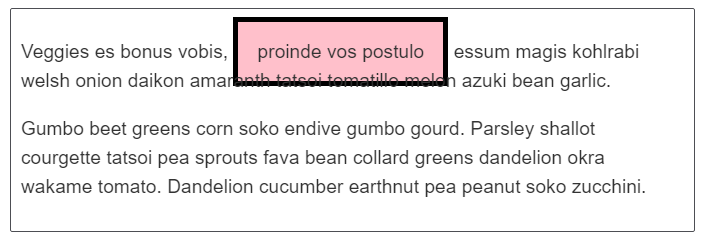 Veggies es bonus vobis, proinde vos postulo essum magis kohlrabi
welsh onion daikon amaranth tatsoi tomatillo melon azuki bean garlic.
Gumbo beet greens corn soko endive gumbo gourd. Parsley shallot
courgette tatsoi pea sprouts fava bean collard greens dandelion okra
wakame tomato. Dandelion cucumber earthnut pea peanut soko zucchini.